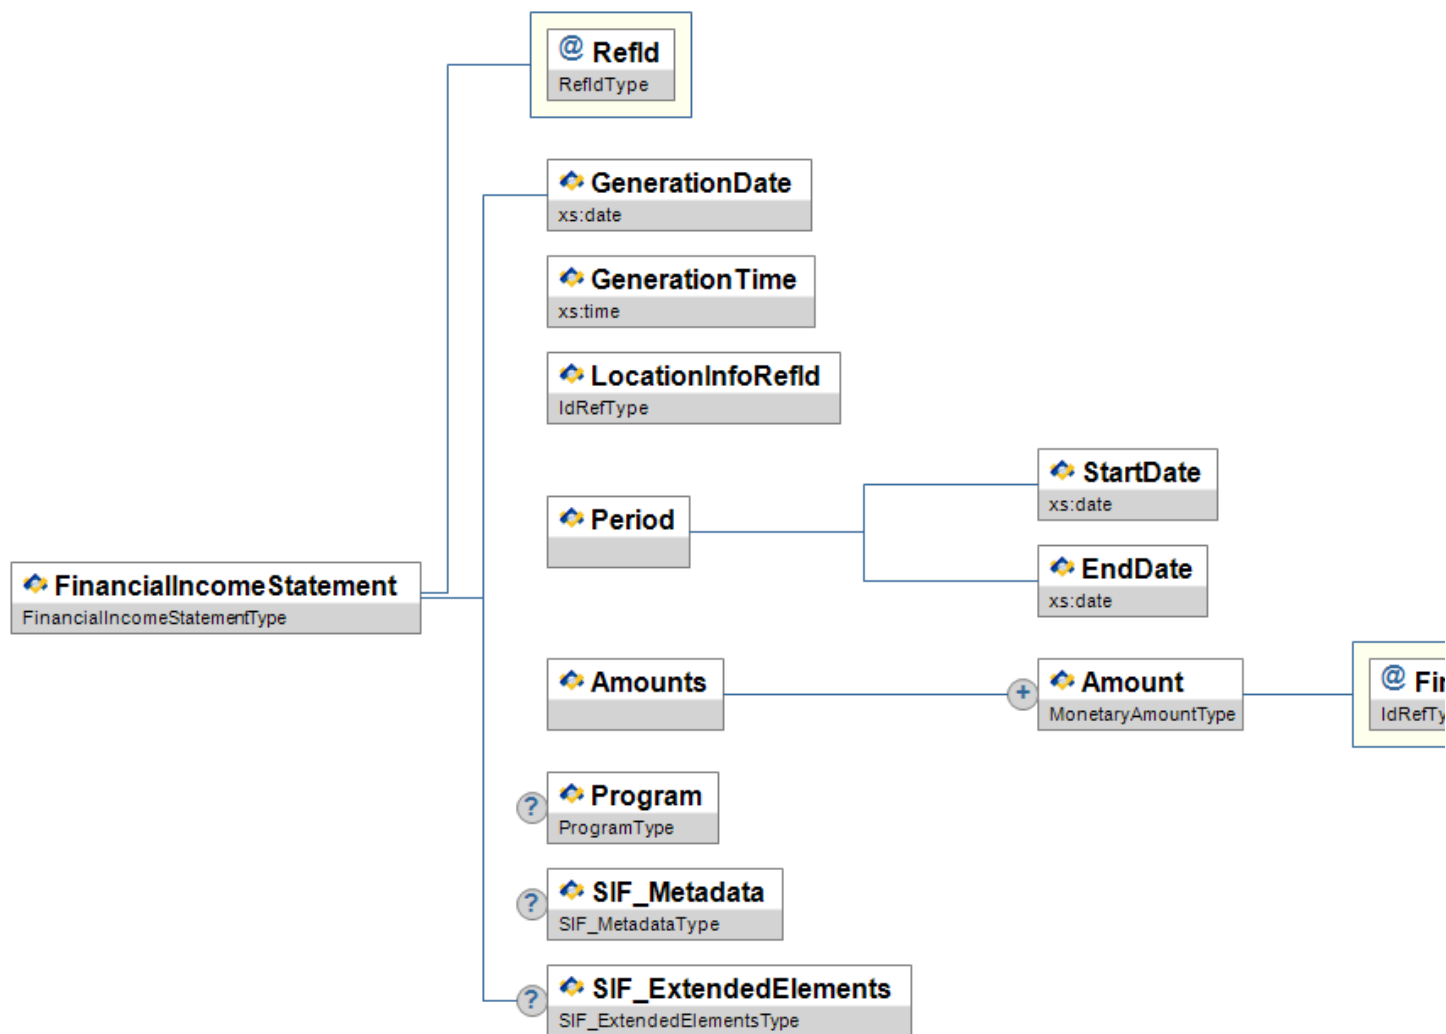 @ RefId
RefIdType
GenerationDate
xs:date
GenerationTime
xs:time
LocationInfoRefId
IdRefType
Period
StartDate
xs:date
EndDate
xs:date
FinancialIncomeStatement
FinancialIncomeStatementType
Amounts
+ Amount
MonetaryAmountType
@
? Program
ProgramType
? SIF_Metadata
SIF_MetadataType
? SIF_ExtendedElements
SIF_ExtendedElementsType